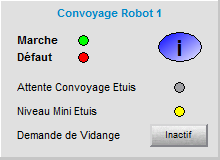 Convoyage Robot 1
Marche
i
Défaut
Attente Convoyage Etuis
Niveau Mini Etuis
Demande de Vidange Inactif